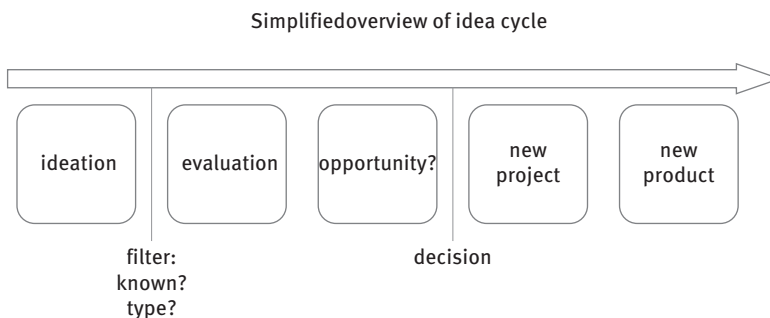 Simplifiedoverview of idea cycle
ideation
evaluation
opportunity?
new
project
new
product
filter:
known?
type?
decision